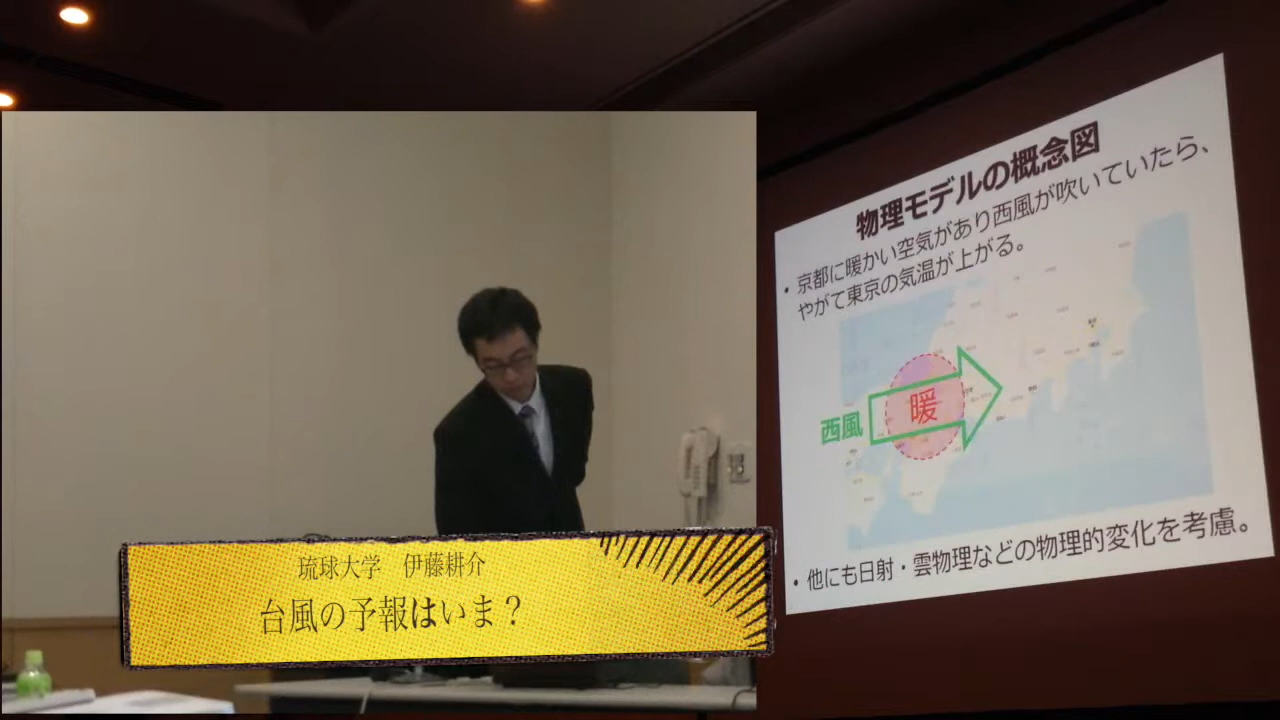 物理モデルの概念図
・京都に暖かい空気があり西風が吹いていたら、
やがて東京の気温が上がる。
西風
暖
・他にも日射・雲物理などの物理的変化を考慮。
琉球大学　伊藤耕介
台風の予報はいま？